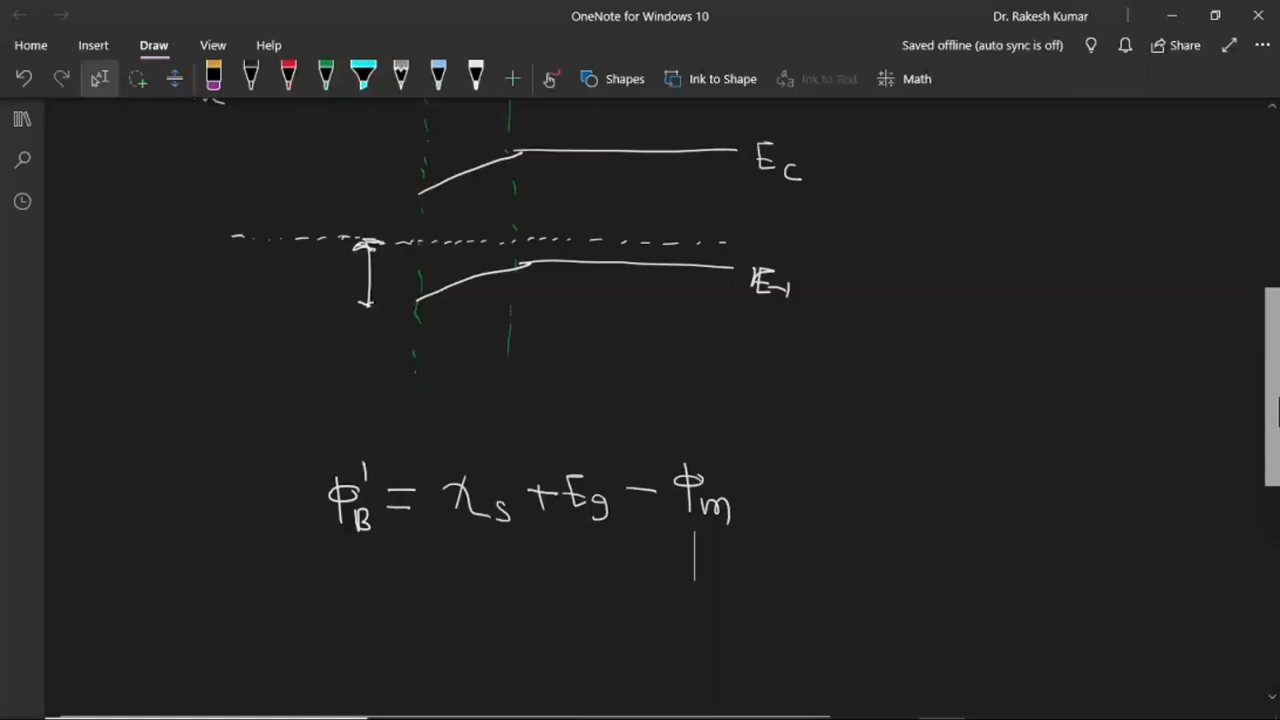 OneNote for Windows 10
Dr. Rakesh Kumar
Home Insert Draw View Help
Saved offline (auto sync is off)
Share
Shapes
Ink to Shape
Ink to Text
Math
E_C
ϕ'_B = χ_s + E_g − ϕ_m